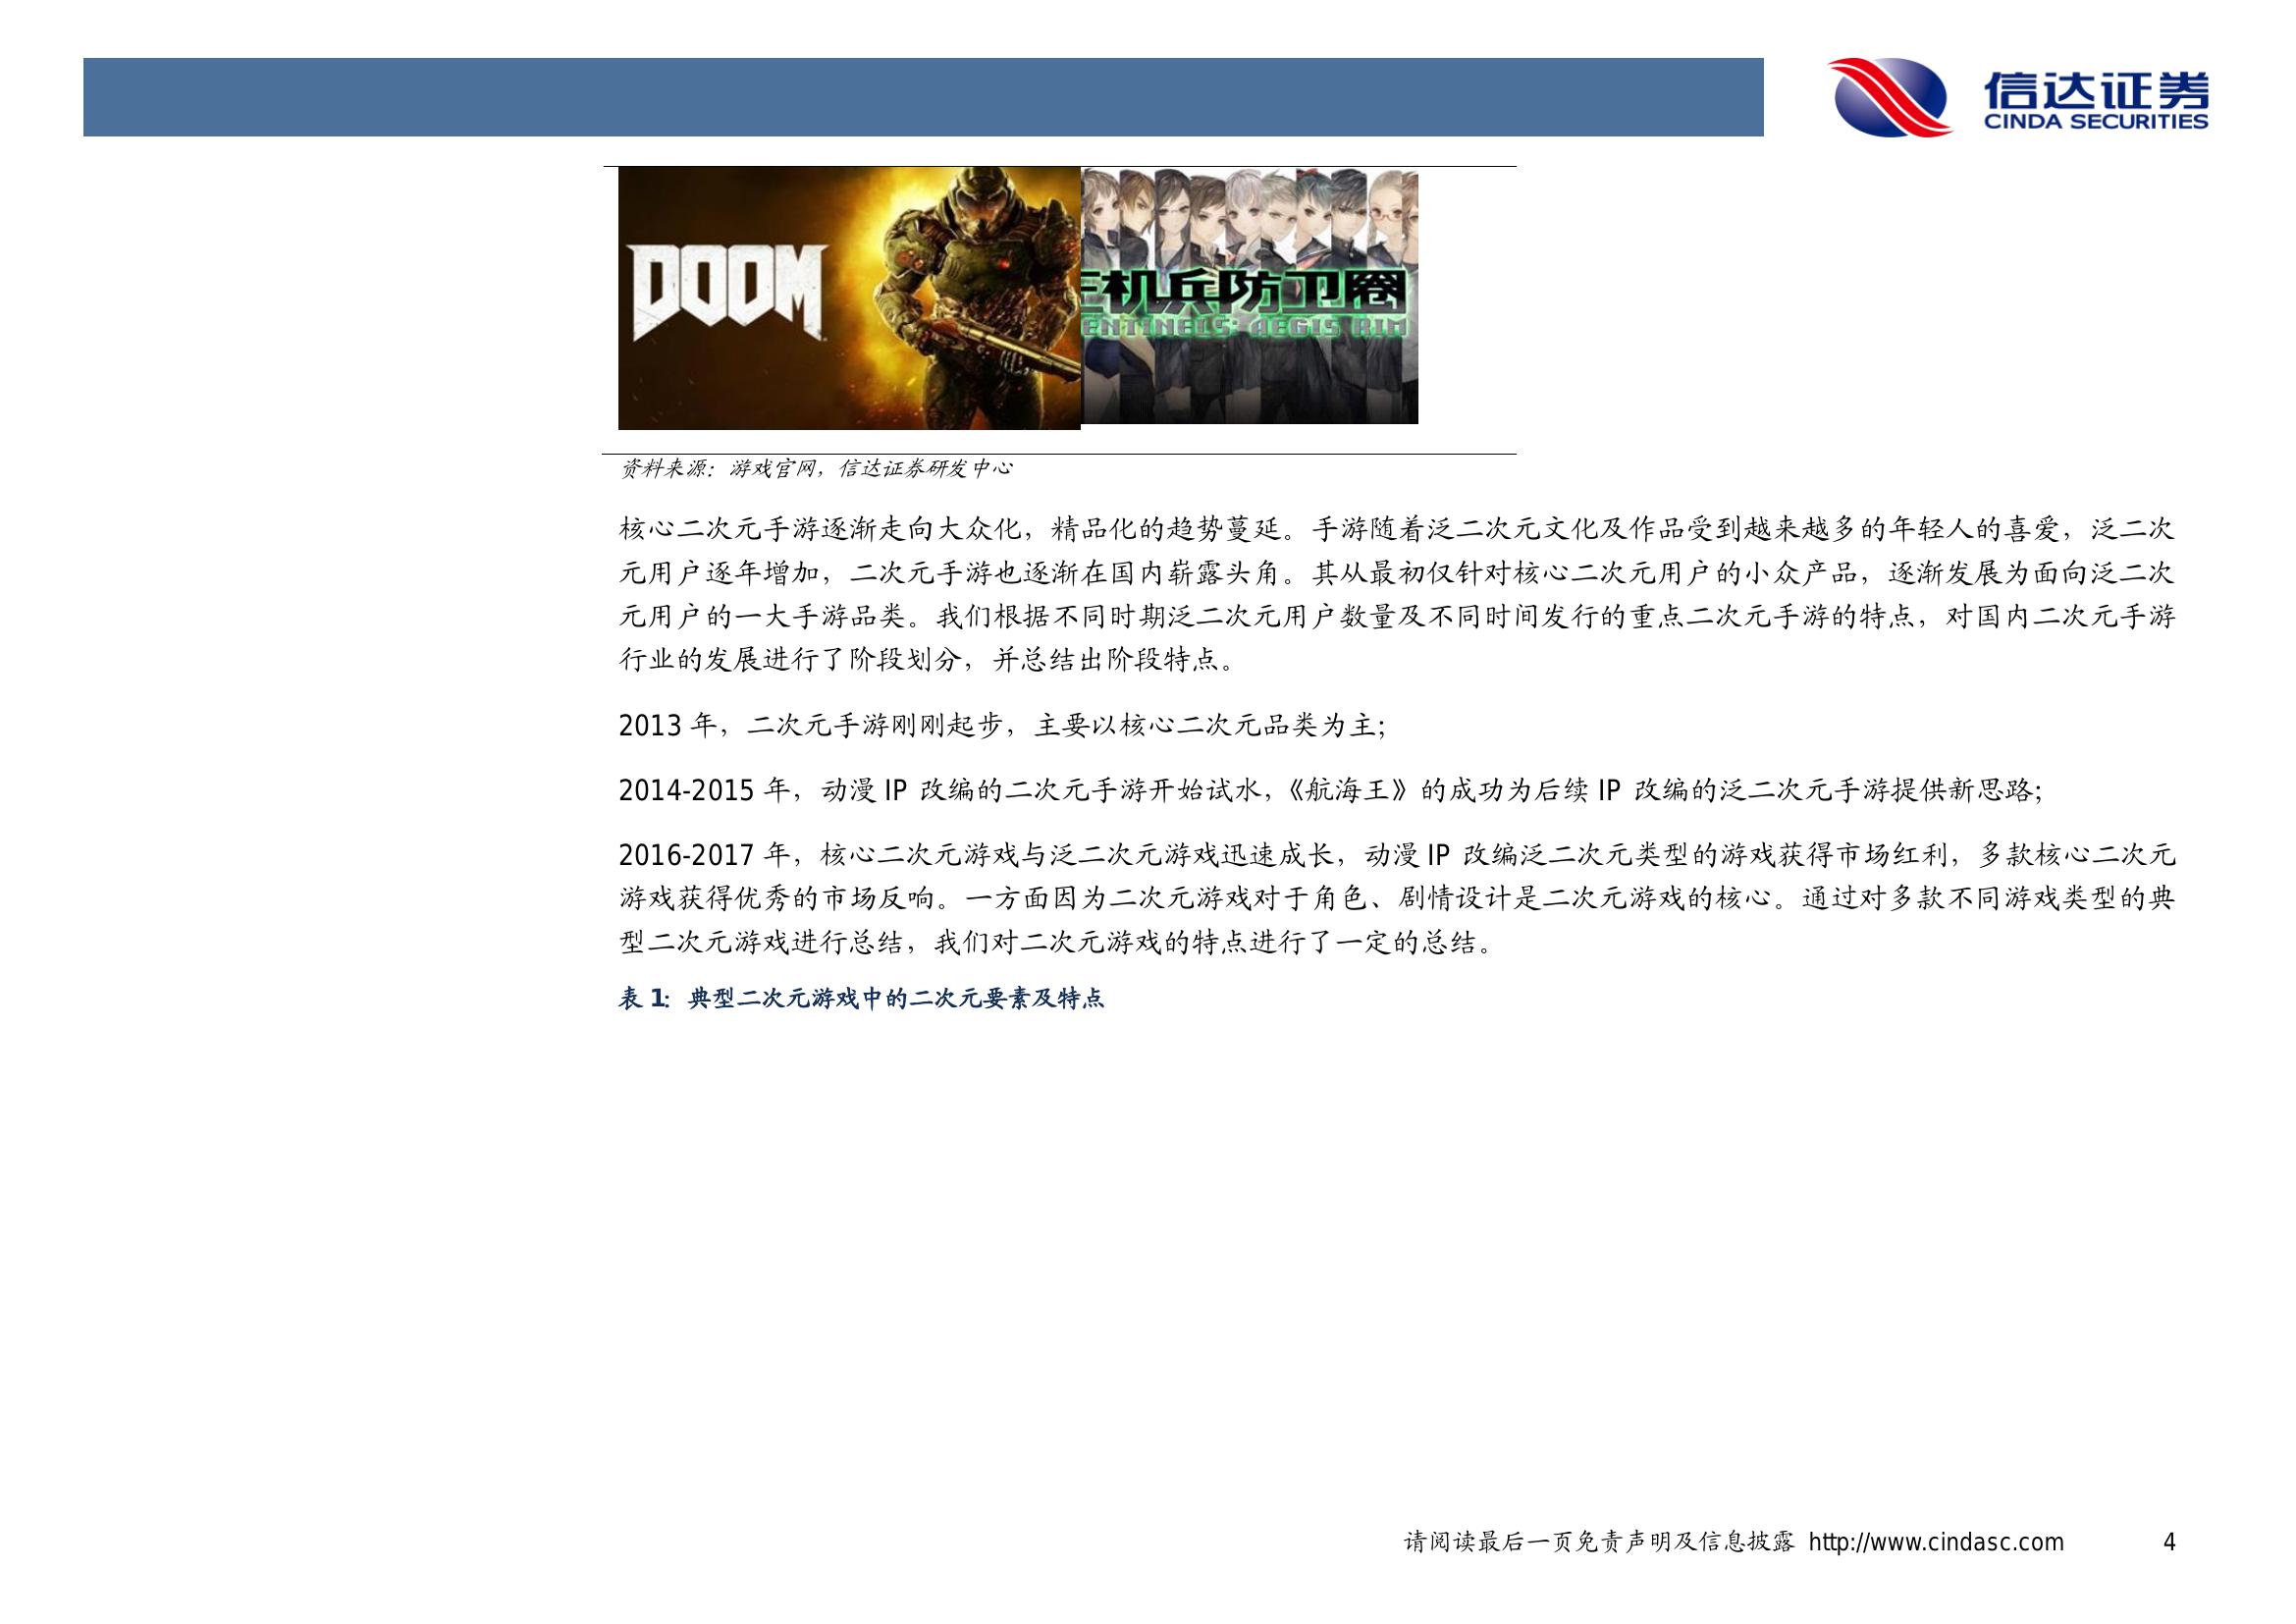 信达证券
CINDA SECURITIES
DOOM
机兵防卫圈
ENTINELS: AEGIS RIM
资料来源：游戏官网，信达证券研发中心
核心二次元手游逐渐走向大众化，精品化的趋势蔓延。手游随着泛二次元文化及作品受到越来越多的年轻人的喜爱，泛二次
元用户逐年增加，二次元手游也逐渐在国内崭露头角。其从最初仅针对核心二次元用户的小众产品，逐渐发展为面向泛二次
元用户的一大手游品类。我们根据不同时期泛二次元用户数量及不同时间发行的重点二次元手游的特点，对国内二次元手游
行业的发展进行了阶段划分，并总结出阶段特点。
2013 年，二次元手游刚刚起步，主要以核心二次元品类为主；
2014-2015 年，动漫 IP 改编的二次元手游开始试水，《航海王》的成功为后续 IP 改编的泛二次元手游提供新思路；
2016-2017 年，核心二次元游戏与泛二次元游戏迅速成长，动漫 IP 改编泛二次元类型的游戏获得市场红利，多款核心二次元
游戏获得优秀的市场反响。一方面因为二次元游戏对于角色、剧情设计是二次元游戏的核心。通过对多款不同游戏类型的典
型二次元游戏进行总结，我们对二次元游戏的特点进行了一定的总结。
表 1：典型二次元游戏中的二次元要素及特点
请阅读最后一页免责声明及信息披露 http://www.cindasc.com 4